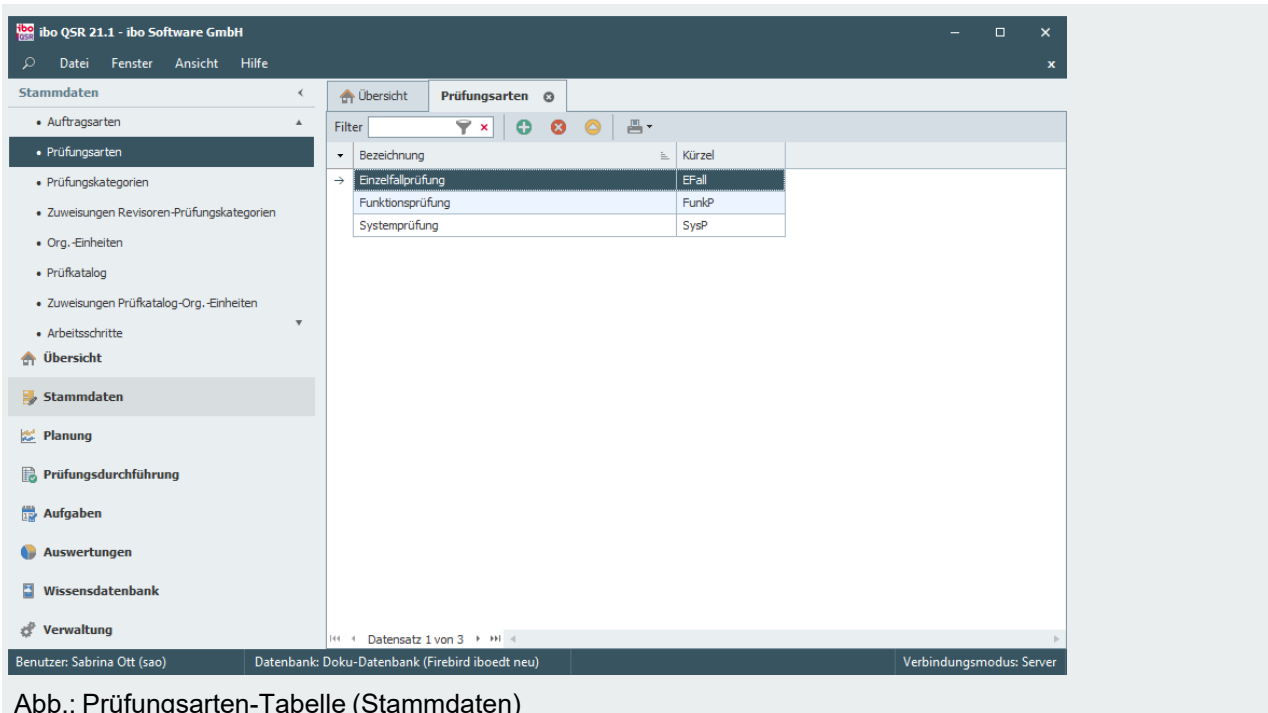 ibo QSR ibo QSR 21.1 - ibo Software GmbH
Datei Fenster Ansicht Hilfe x
Stammdaten
• Auftragsarten
• Prüfungsarten
• Prüfungskategorien
• Zuweisungen Revisoren-Prüfungskategorien
• Org.-Einheiten
• Prüfkatalog
• Zuweisungen Prüfkatalog-Org.-Einheiten
• Arbeitsschritte
Übersicht
Stammdaten
Planung
Prüfungsdurchführung
Aufgaben
Auswertungen
Wissensdatenbank
Verwaltung
Übersicht Prüfungsarten
Filter
Bezeichnung Kürzel
Einzelfallprüfung EFall
Funktionsprüfung FunkP
Systemprüfung SysP
Datensatz 1 von 3
Benutzer: Sabrina Ott (sao) Datenbank: Doku-Datenbank (Firebird iboedt neu) Verbindungsmodus: Server
Abb.: Prüfungsarten-Tabelle (Stammdaten)